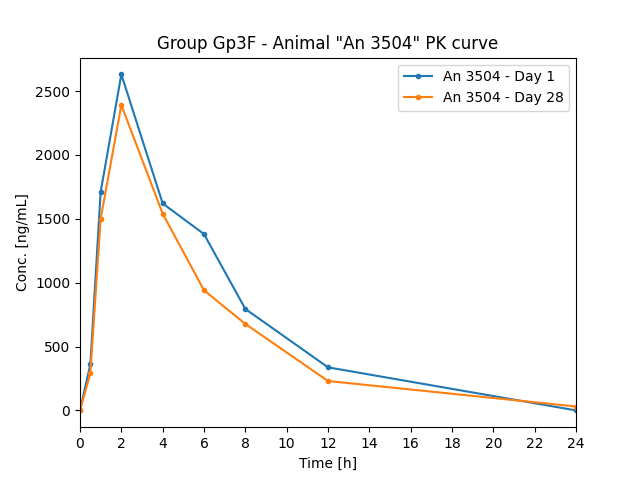 Group Gp3F - Animal "An 3504" PK curve
An 3504 - Day 1
An 3504 - Day 28
Conc. [ng/mL]
2500
2000
1500
1000
500
0
0 2 4 6 8 10 12 14 16 18 20 22 24
Time [h]